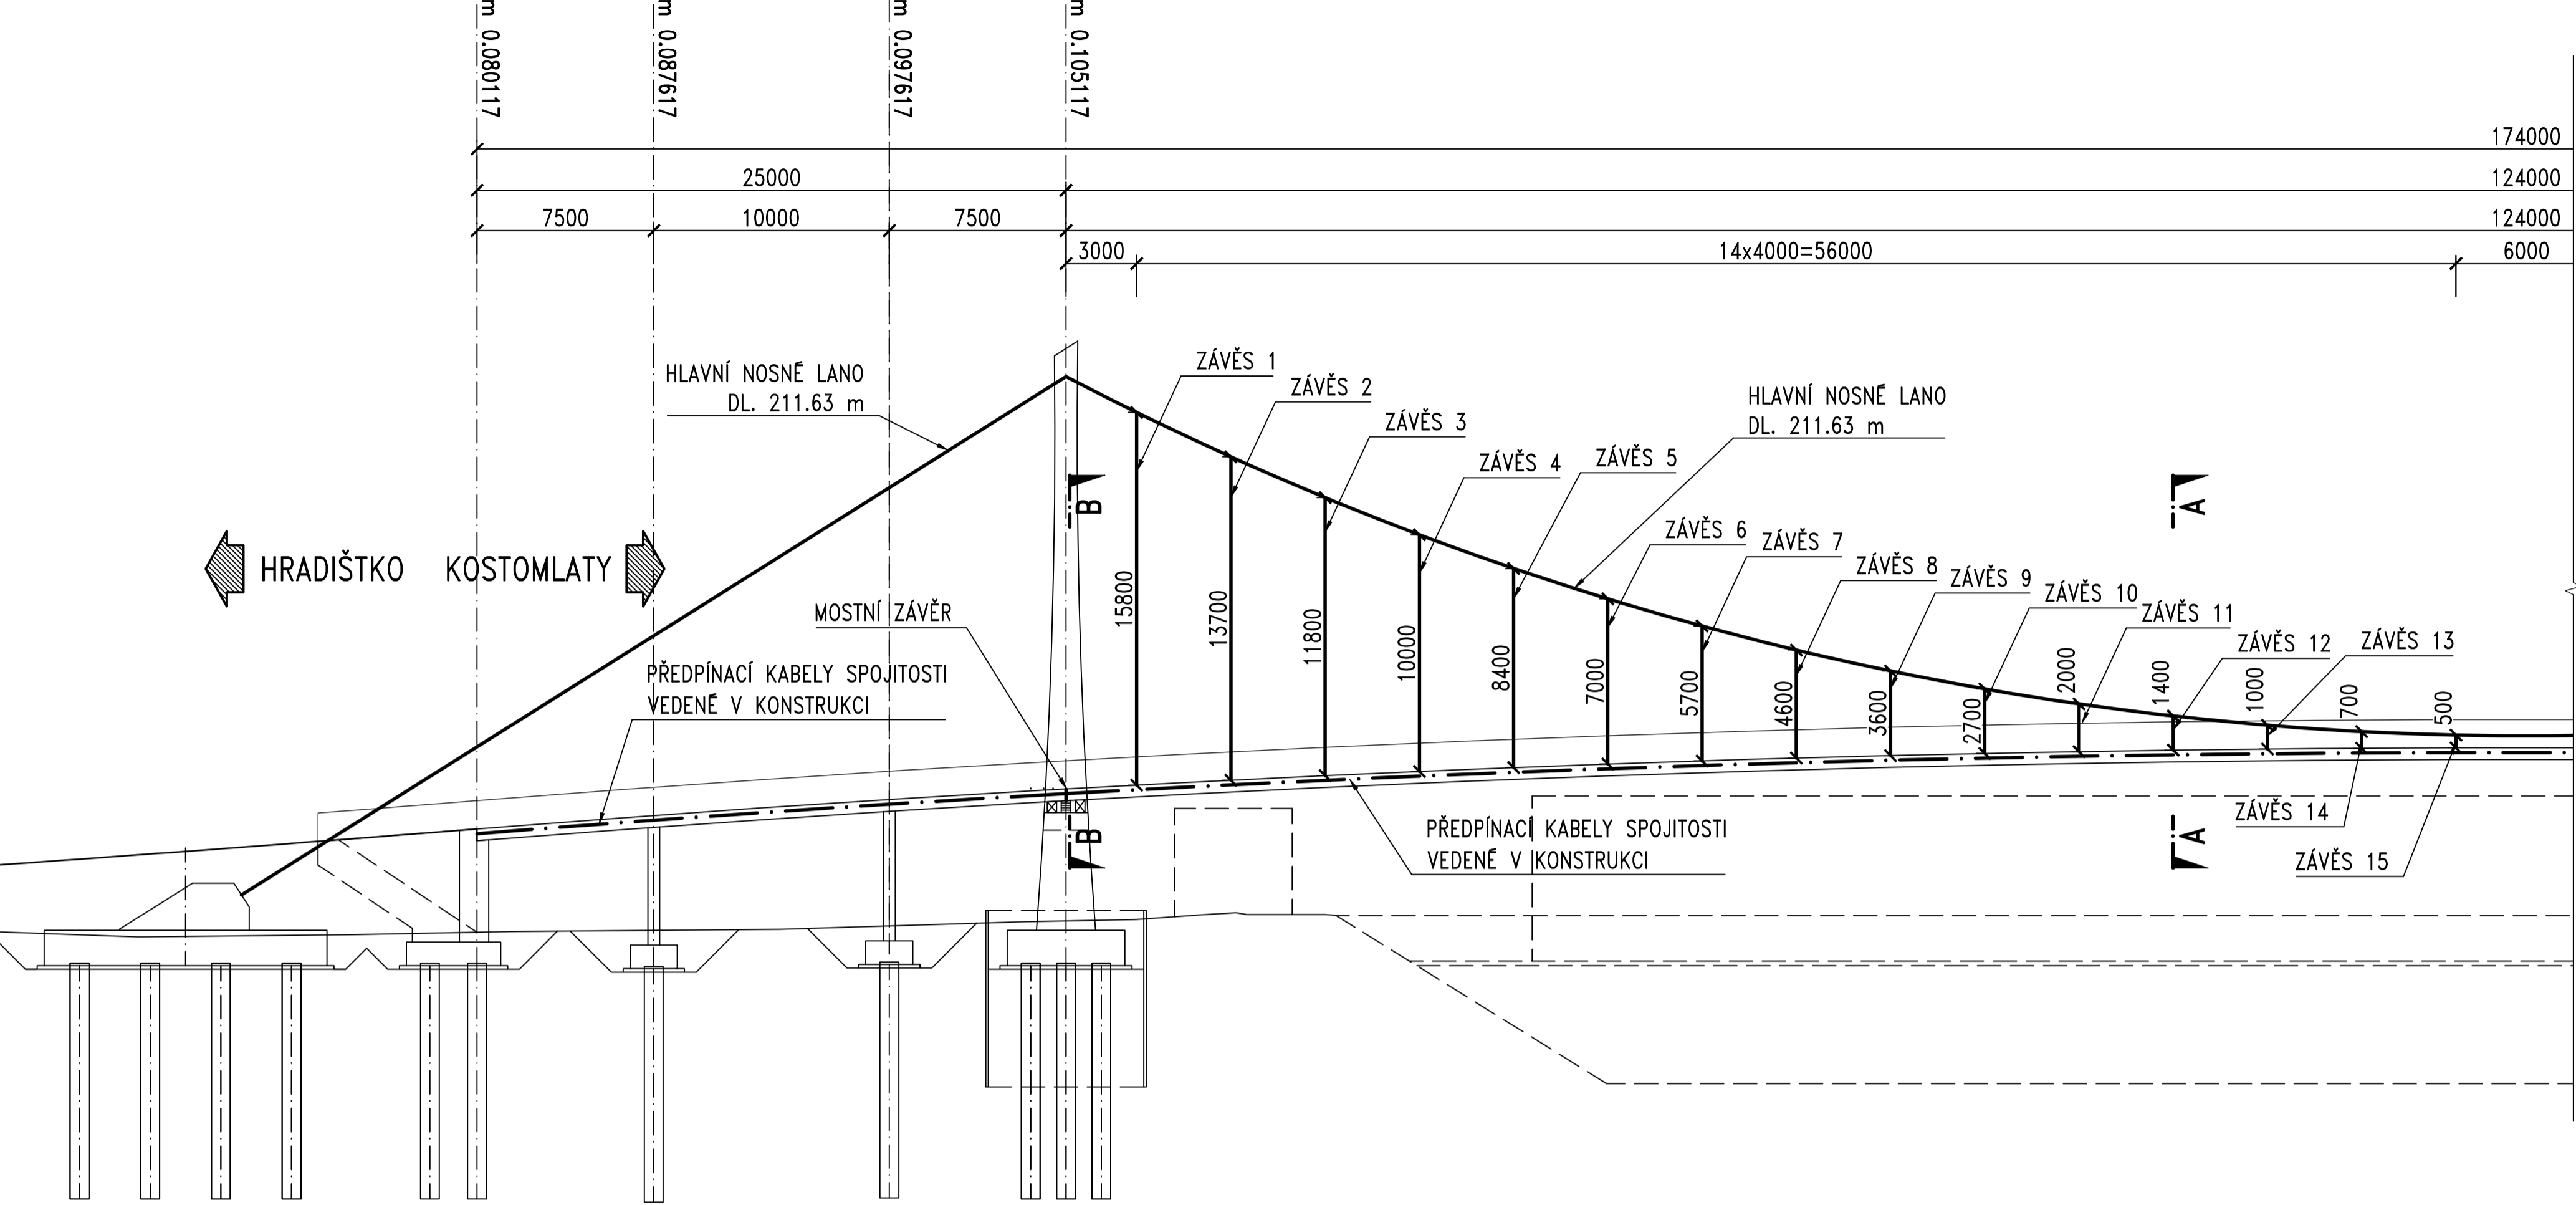 m 0.080117
m 0.087617
m 0.097617
m 0.105117
174000
25000
124000
7500
10000
7500
124000
3000
14x4000=56000
6000
HLAVNÍ NOSNÉ LANO
DL. 211.63 m
ZÁVĚS 1
ZÁVĚS 2
ZÁVĚS 3
ZÁVĚS 4
ZÁVĚS 5
HLAVNÍ NOSNÉ LANO
DL. 211.63 m
ZÁVĚS 6
ZÁVĚS 7
ZÁVĚS 8
ZÁVĚS 9
ZÁVĚS 10
ZÁVĚS 11
ZÁVĚS 12
ZÁVĚS 13
B
A
HRADIŠTKO
KOSTOMLATY
MOSTNÍ ZÁVĚR
PŘEDPÍNACÍ KABELY SPOJITOSTI
VEDENÉ V KONSTRUKCI
15800
13700
11800
10000
8400
7000
5700
4600
3600
2700
2000
1400
1000
700
500
B
A
PŘEDPÍNACÍ KABELY SPOJITOSTI
VEDENÉ V KONSTRUKCI
ZÁVĚS 14
ZÁVĚS 15